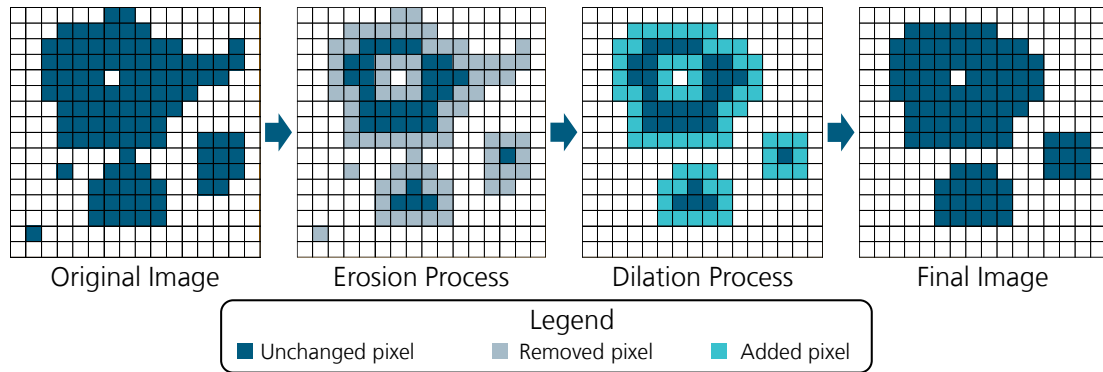 Original Image
Erosion Process
Dilation Process
Final Image
Legend
Unchanged pixel
Removed pixel
Added pixel